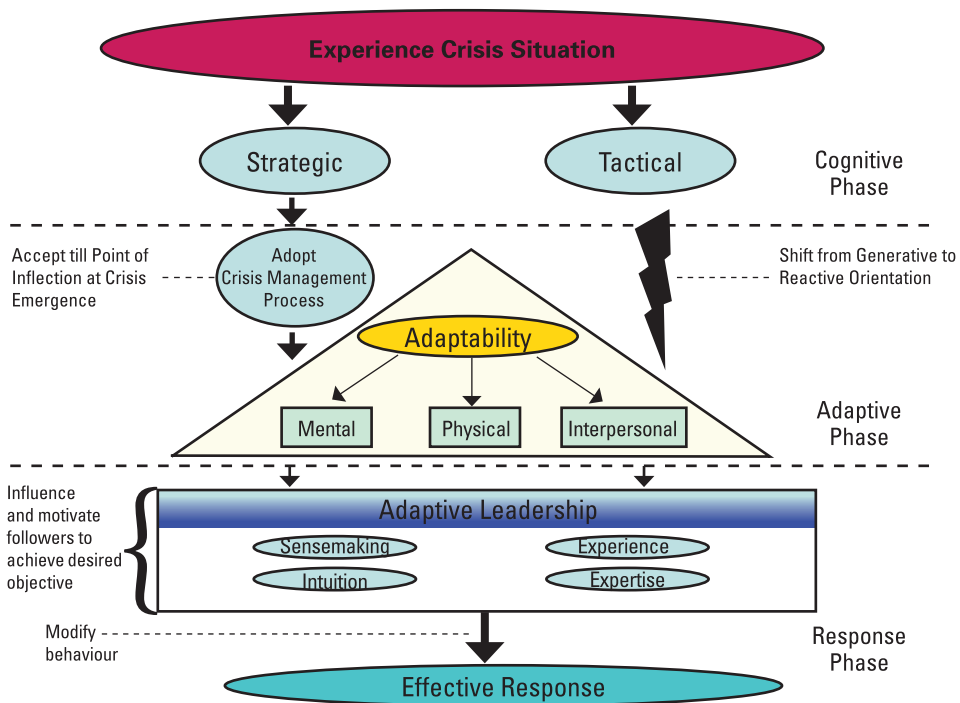 Experience Crisis Situation
Strategic
Tactical
Cognitive
Phase
Accept till Point of
Inflection at Crisis
Emergence
Adopt
Crisis Management
Process
Shift from Generative to
Reactive Orientation
Adaptability
Mental
Physical
Interpersonal
Adaptive
Phase
Influence
and motivate
followers to
achieve desired
objective
Adaptive Leadership
Sensemaking
Experience
Intuition
Expertise
Modify
behaviour
Response
Phase
Effective Response